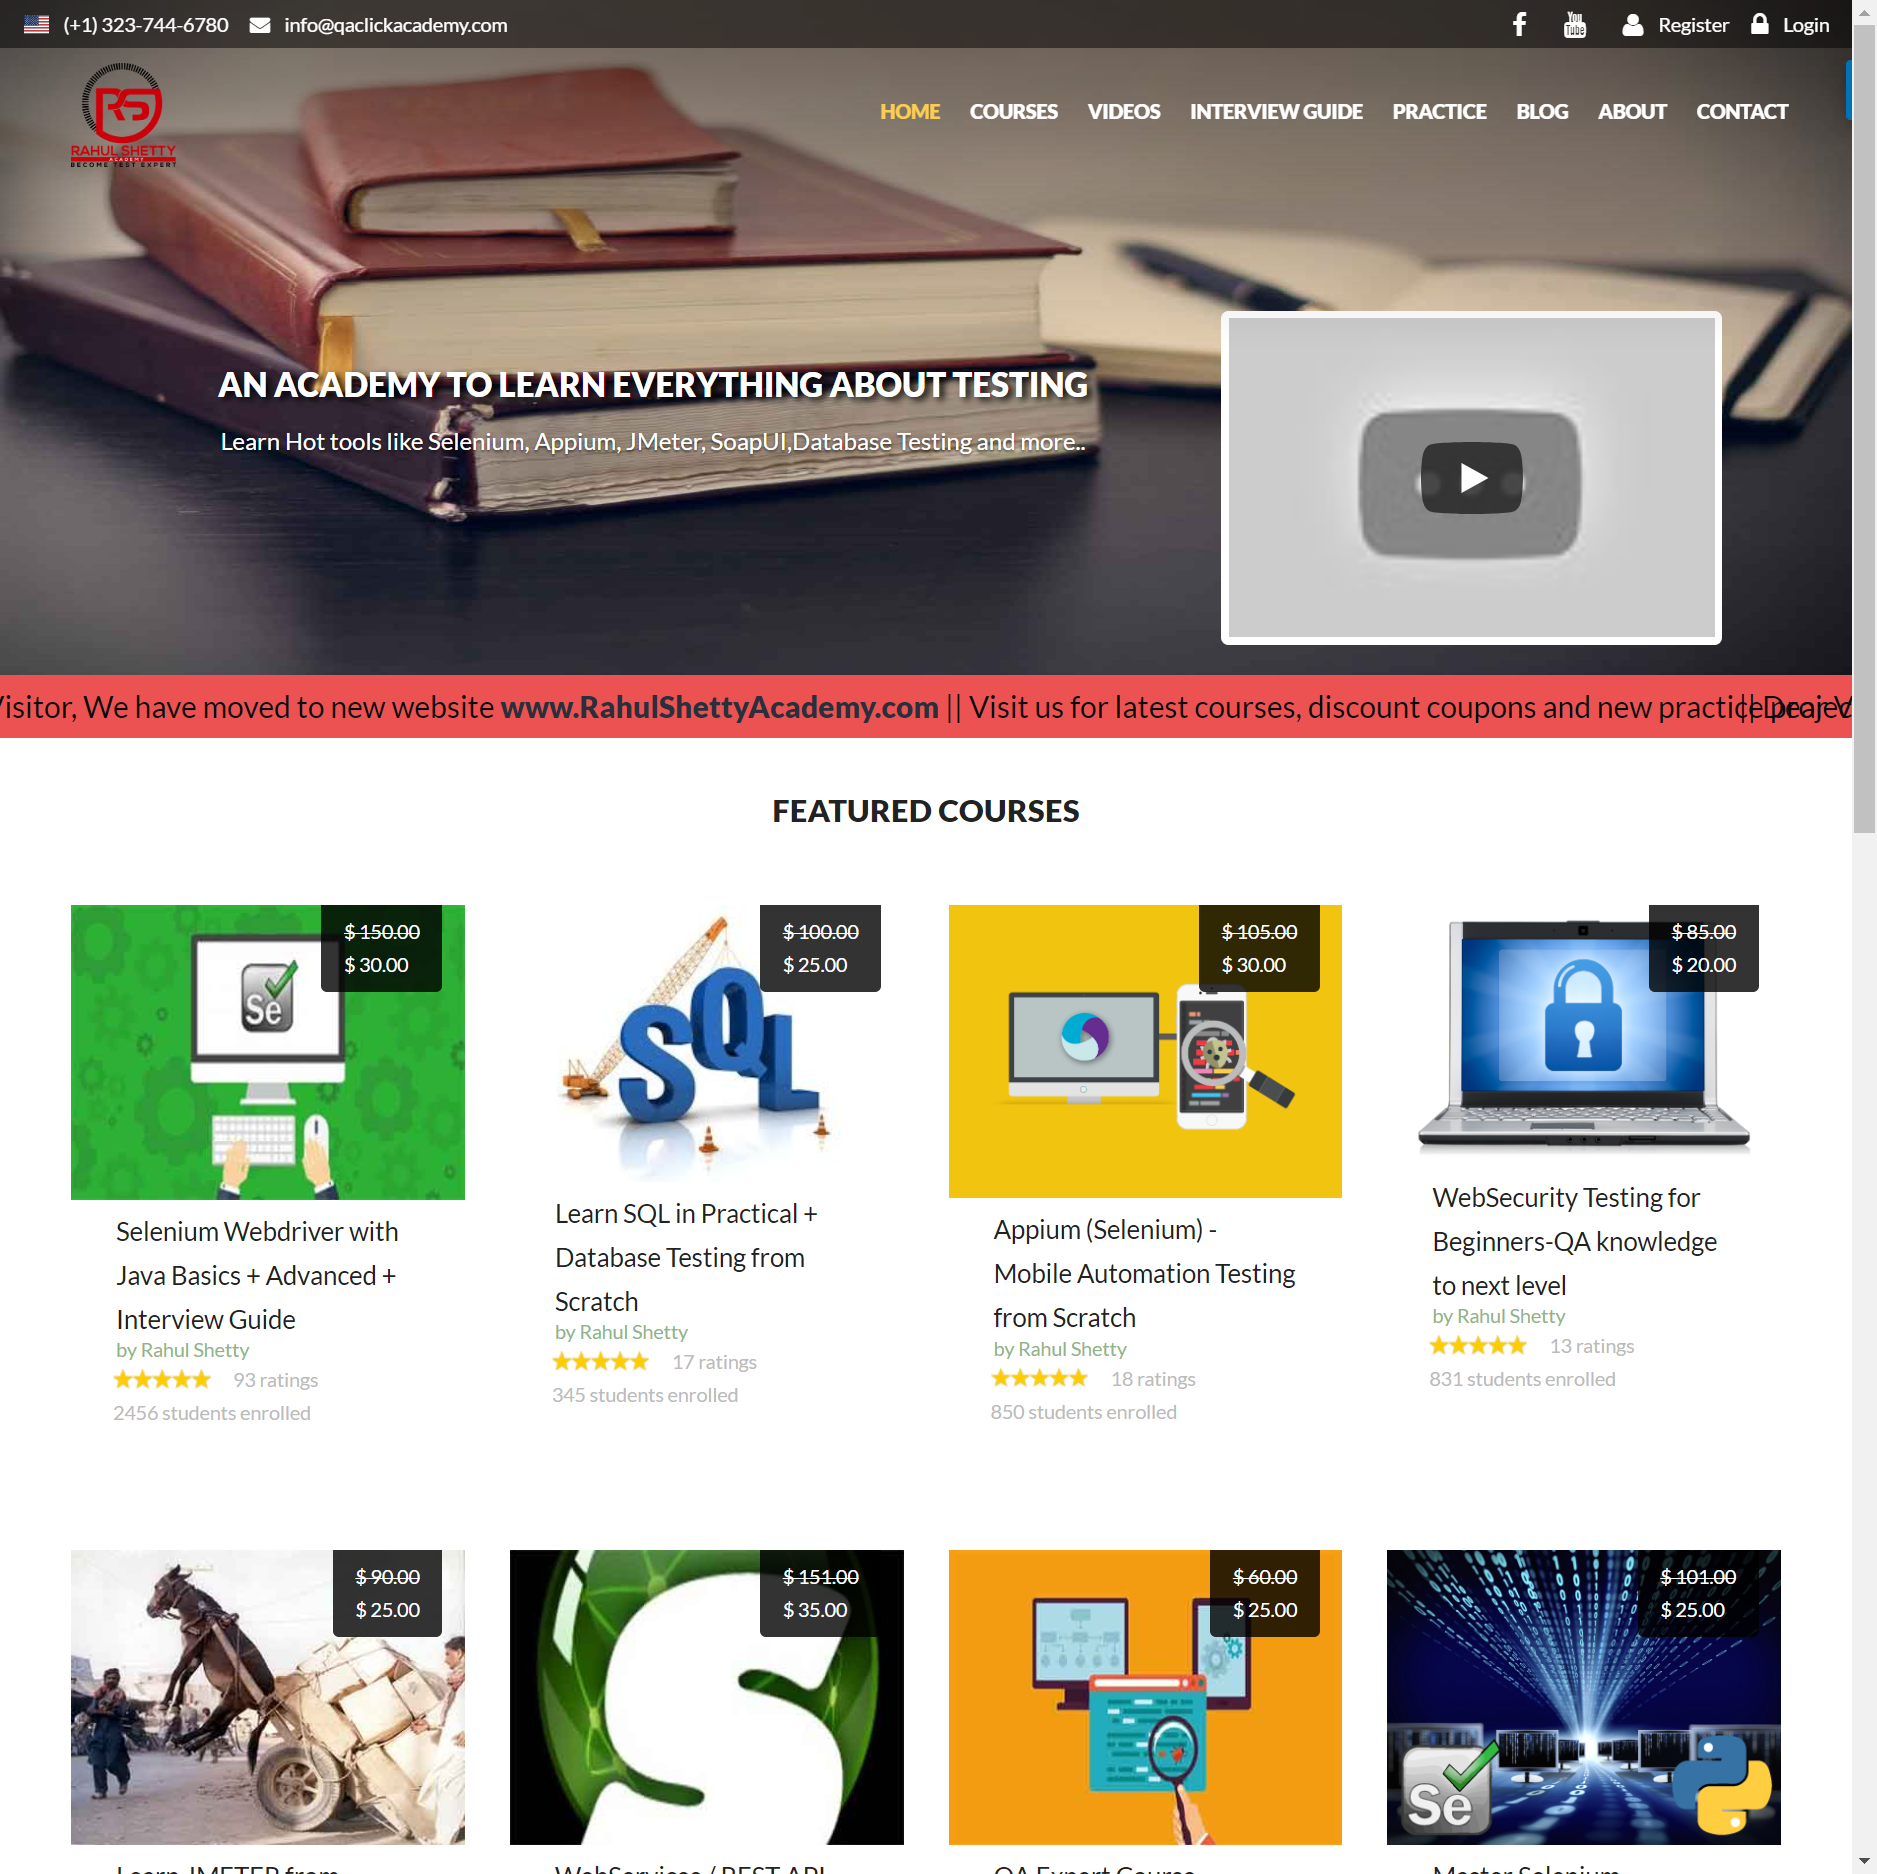 (+1) 323-744-6780 info@qaclickacademy.com
Register Login
RS
RAHUL SHETTY
ACADEMY
BECOME TEST EXPERT
HOME COURSES VIDEOS INTERVIEW GUIDE PRACTICE BLOG ABOUT CONTACT
AN ACADEMY TO LEARN EVERYTHING ABOUT TESTING
Learn Hot tools like Selenium, Appium, JMeter, SoapUI,Database Testing and more..
isitor, We have moved to new website www.RahulShettyAcademy.com || Visit us for latest courses, discount coupons and new practice
FEATURED COURSES
$ 150.00
$ 30.00
Se
Selenium Webdriver with
Java Basics + Advanced +
Interview Guide
by Rahul Shetty
93 ratings
2456 students enrolled
$ 100.00
$ 25.00
SQL
Learn SQL in Practical +
Database Testing from
Scratch
by Rahul Shetty
17 ratings
345 students enrolled
$ 105.00
$ 30.00
Appium (Selenium) -
Mobile Automation Testing
from Scratch
by Rahul Shetty
18 ratings
850 students enrolled
$ 85.00
$ 20.00
WebSecurity Testing for
Beginners-QA knowledge
to next level
by Rahul Shetty
13 ratings
831 students enrolled
$ 90.00
$ 25.00
Learn JMETER from
$ 151.00
$ 35.00
WebServices / REST API
$ 60.00
$ 25.00
QA Expert Course
$ 101.00
$ 25.00
Se
Master Selenium